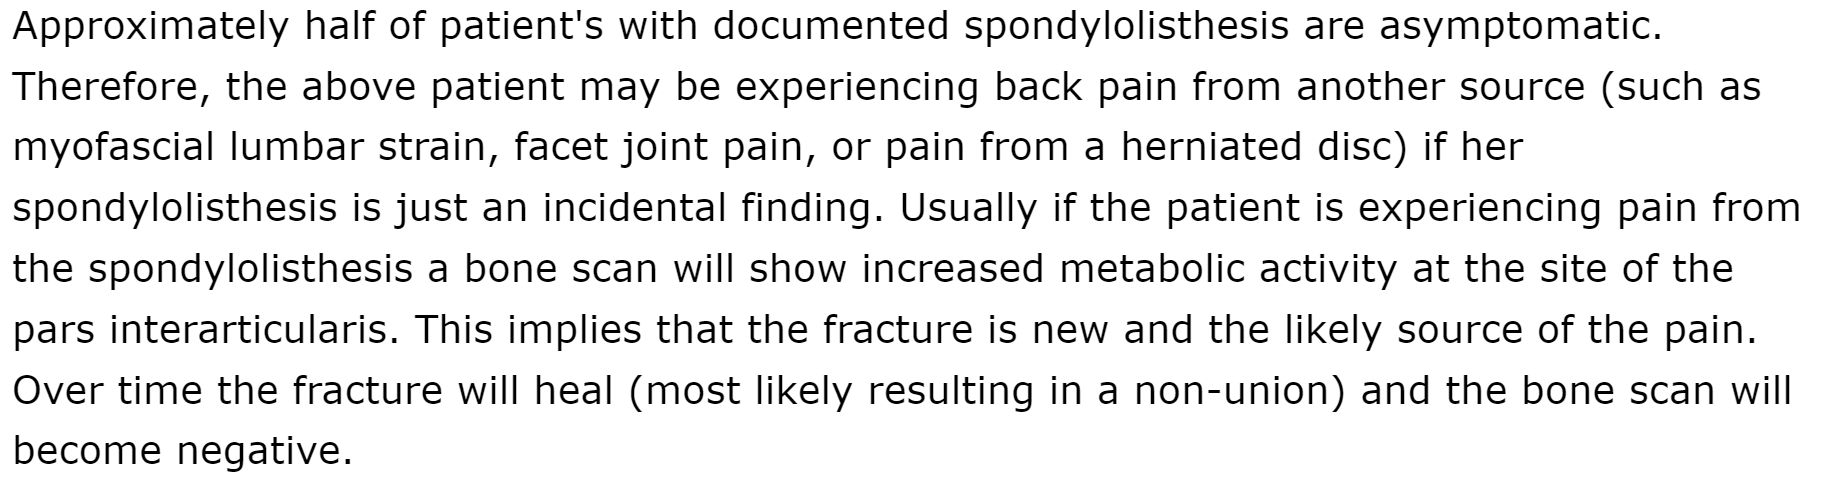 Approximately half of patient's with documented spondylolisthesis are asymptomatic.
Therefore, the above patient may be experiencing back pain from another source (such as
myofascial lumbar strain, facet joint pain, or pain from a herniated disc) if her
spondylolisthesis is just an incidental finding. Usually if the patient is experiencing pain from
the spondylolisthesis a bone scan will show increased metabolic activity at the site of the
pars interarticularis. This implies that the fracture is new and the likely source of the pain.
Over time the fracture will heal (most likely resulting in a non-union) and the bone scan will
become negative.